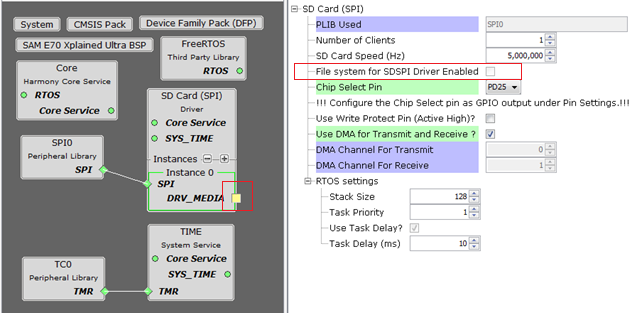 System
CMSIS Pack
Device Family Pack (DFP)
SAM E70 Xplained Ultra BSP
FreeRTOS
Third Party Library
RTOS
Core
Harmony Core Service
RTOS
Core Service
SD Card (SPI)
Driver
Core Service
SYS_TIME
Instances
Instance 0
SPI
DRV_MEDIA
SPI0
Peripheral Library
SPI
TIME
System Service
Core Service
SYS_TIME
TMR
TC0
Peripheral Library
TMR
SD Card (SPI)
PLIB Used SPI0
Number of Clients 1
SD Card Speed (Hz) 5,000,000
File system for SDSPI Driver Enabled
Chip Select Pin PD25
!!! Configure the Chip Select pin as GPIO output under Pin Settings.!!!
Use Write Protect Pin (Active High)?
Use DMA for Transmit and Receive ?
DMA Channel For Transmit 0
DMA Channel For Receive 1
RTOS settings
Stack Size 128
Task Priority 1
Use Task Delay?
Task Delay (ms) 10